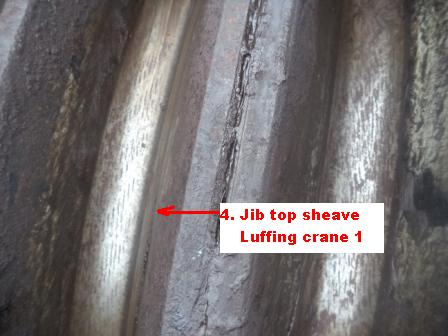 4. Jib top sheave
Luffing crane 1